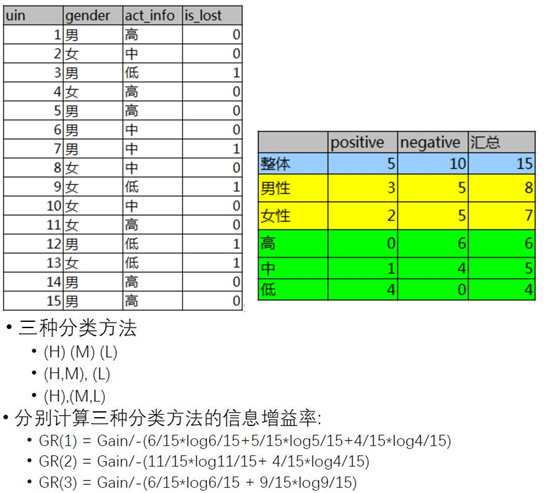 uin gender act_info is_lost
1 男 高 0
2 女 中 0
3 男 低 1
4 女 高 0
5 男 高 0
6 男 中 0
7 男 中 1
8 女 中 0
9 女 低 1
10 女 中 0
11 女 高 0
12 男 低 1
13 女 低 1
14 男 高 0
15 男 高 0
positive negative 汇总
整体 5 10 15
男性 3 5 8
女性 2 5 7
高 0 6 6
中 1 4 5
低 4 0 4
• 三种分类方法
• (H) (M) (L)
• (H,M), (L)
• (H),(M,L)
• 分别计算三种分类方法的信息增益率:
• GR(1) = Gain/-(6/15*log6/15+5/15*log5/15+4/15*log4/15)
• GR(2) = Gain/-(11/15*log11/15+ 4/15*log4/15)
• GR(3) = Gain/-(6/15*log6/15 + 9/15*log9/15)